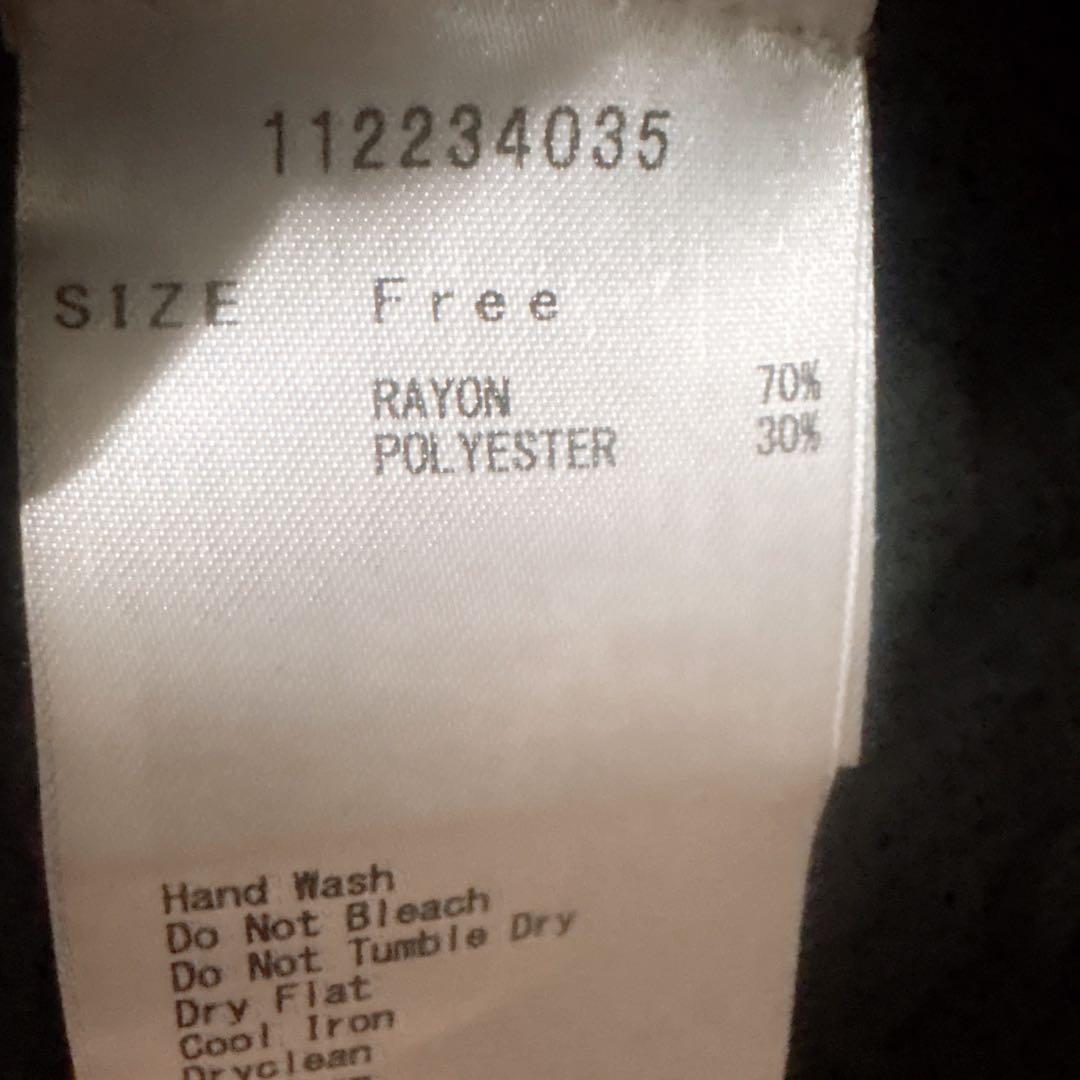 112234035
SIZE Free
RAYON 70%
POLYESTER 30%
Hand Wash
Do Not Bleach
Do Not Tumble Dry
Dry Flat
Cool Iron
Dryclean